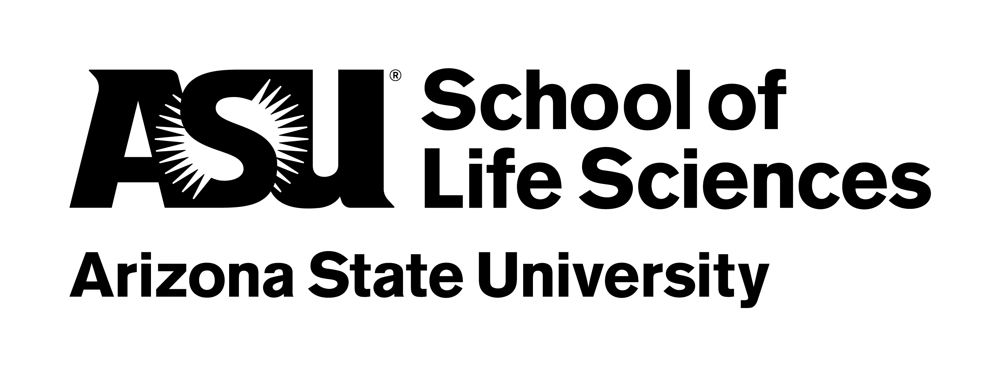 ASU®
School of
Life Sciences
Arizona State University